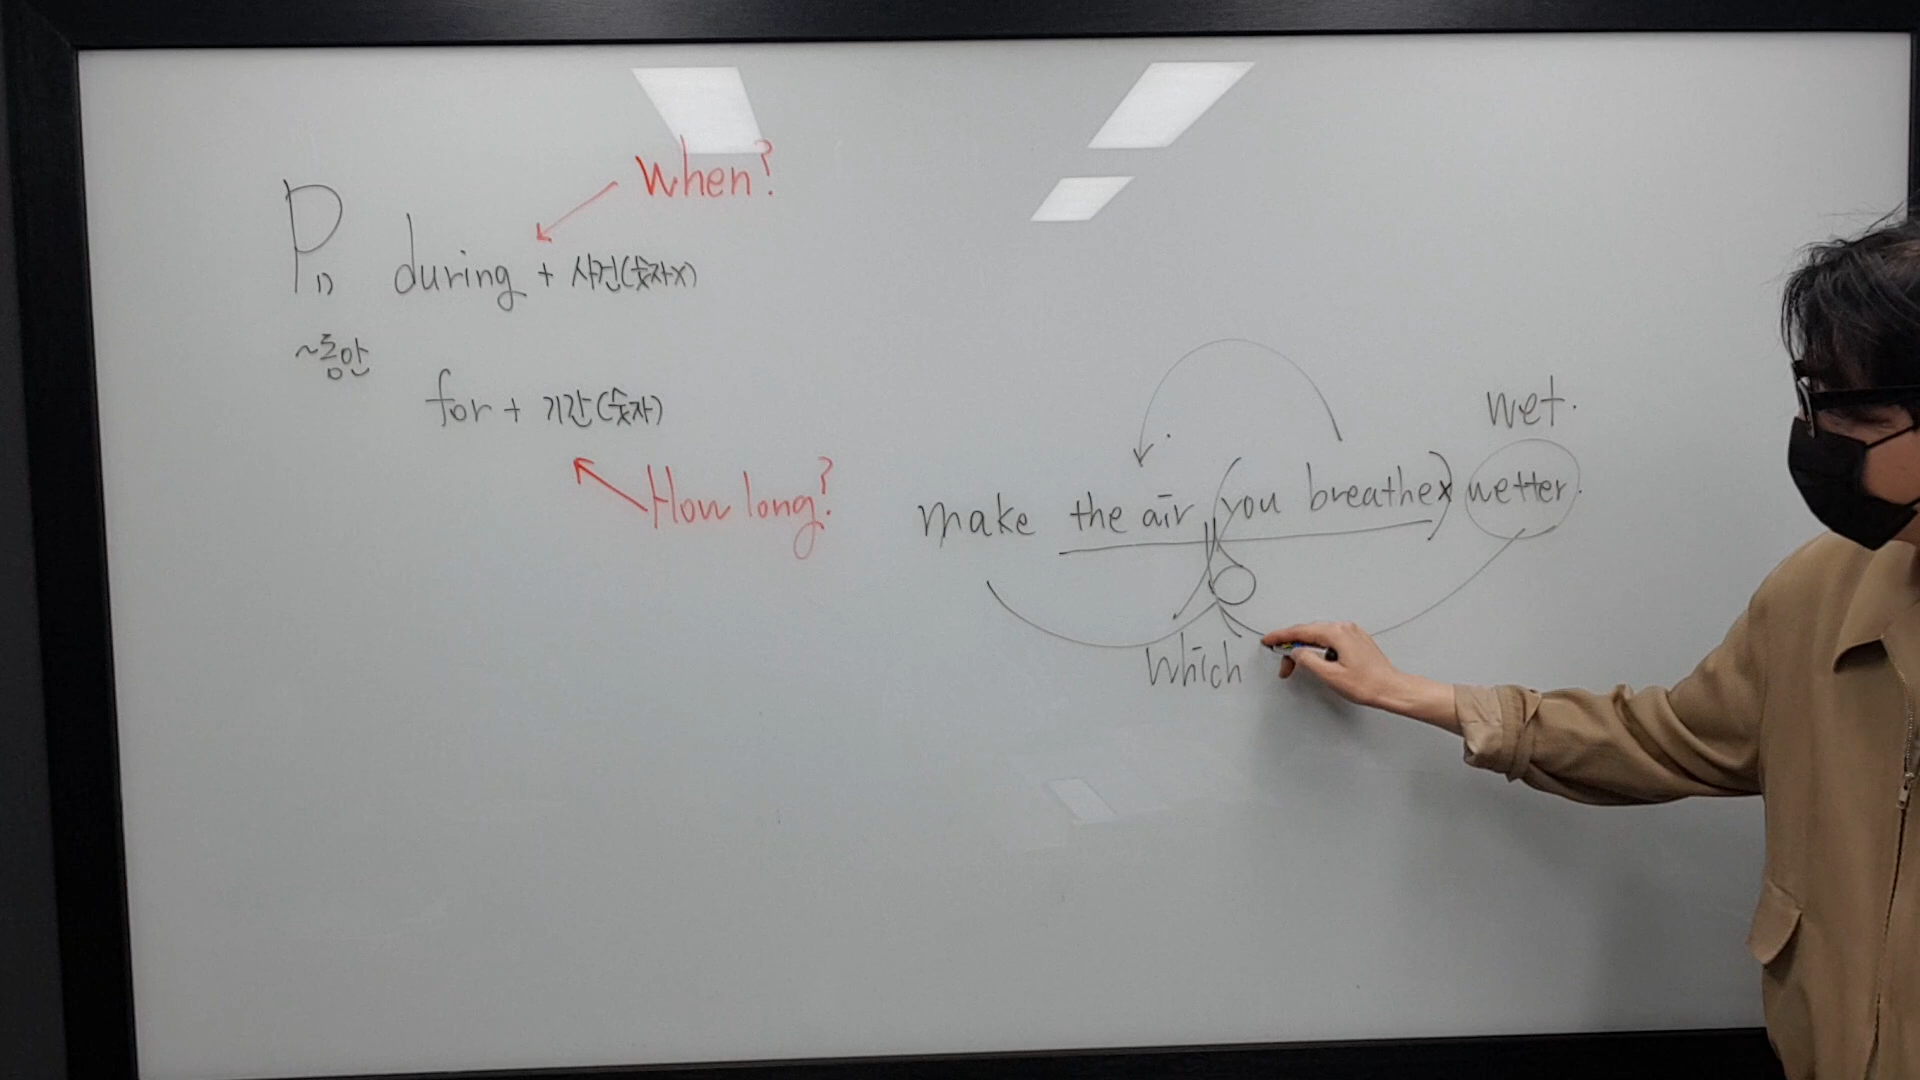 When?
P 1) during + 사건(숫자x)
~동안
for + 기간(숫자)
How long?
wet.
make the air (you breathe x) wetter.
which